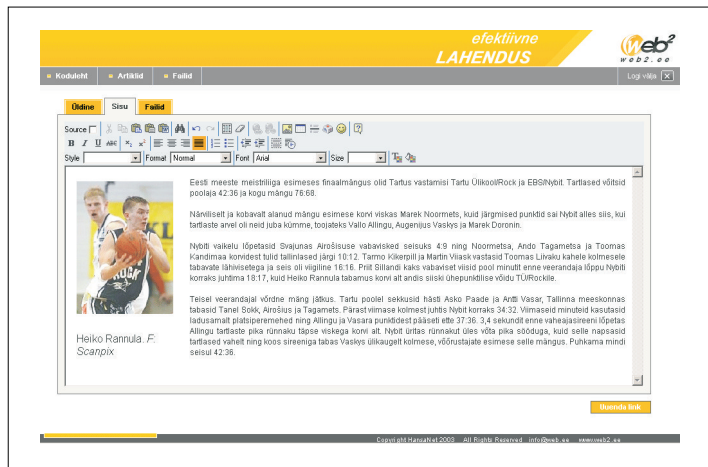 efektiivne
LAHENDUS
web2
web2.ee
Koduleht Artiklid Failid Logi välja
Üldine Sisu Failid
Source
B I U ABC
Style Format Normal Font Arial Size
Eesti meeste meistriliiga esimeses finaalmängus olid Tartus vastamisi Tartu Ülikool/Rock ja EBS/Nybit. Tartlased võitsid
poolaja 42:36 ja kogu mängu 76:68.
Närviliselt ja kobavalt alanud mängu esimese korvi viskas Marek Noormets, kuid järgmised punktid sai Nybit alles siis, kui
tartlaste arvel oli neid juba kümme, toojateks Vallo Allingu, Augenijus Vaskys ja Marek Doronin.
Nybiti vaikelu lõpetasid Svajunas Airošisuse vabavisked seisuks 4:9 ning Noormetsa, Ando Tagametsa ja Toomas
Kandimaa korvidest tulid tallinlased järgi 10:12. Tarmo Kikerpill ja Martin Viiask vastasid Toomas Liivaku kahele kolmesele
tabavate lähivisetega ja seis oli viigiline 16:16. Priit Sillandi kaks vabaviset viisid pool minutit enne veerandaja lõppu Nybiti
korraks juhtima 18:17, kuid Heiko Rannula tabamus korvi alt andis siiski ühepunktilise võidu TÜ/Rockile.
Teisel veerandajal võrdne mäng jätkus. Tartu poolel sekkusid hästi Asko Paade ja Antti Vasar, Tallinna meeskonnas
tabasid Tanel Sokk, Airošius ja Tagamets. Pärast viimase kolmest juhtis Nybit korraks 34:32. Viimaseid minuteid kasutasid
ladusamalt platsiperemehed ning Allingu ja Vasara punktidest pääseti ette 37:36. 3,4 sekundit enne vaheajasireeni lõpetas
Allingu tartlaste pika rünnaku täpse viskega korvi alt. Nybit üritas rünnakut üles võta pika sööduga, kuid selle napsasid
tartlased vahelt ning koos sireeniga tabas Vaskys ülikaugelt kolmese, võõrustajate esimese selle mängus. Puhkama mindi
seisul 42:36.
ROCK
Heiko Rannula. F:
Scanpix
Uuenda link
Copyright HansaNet 2003 All Rights Reserved info@web.ee www.web2.ee